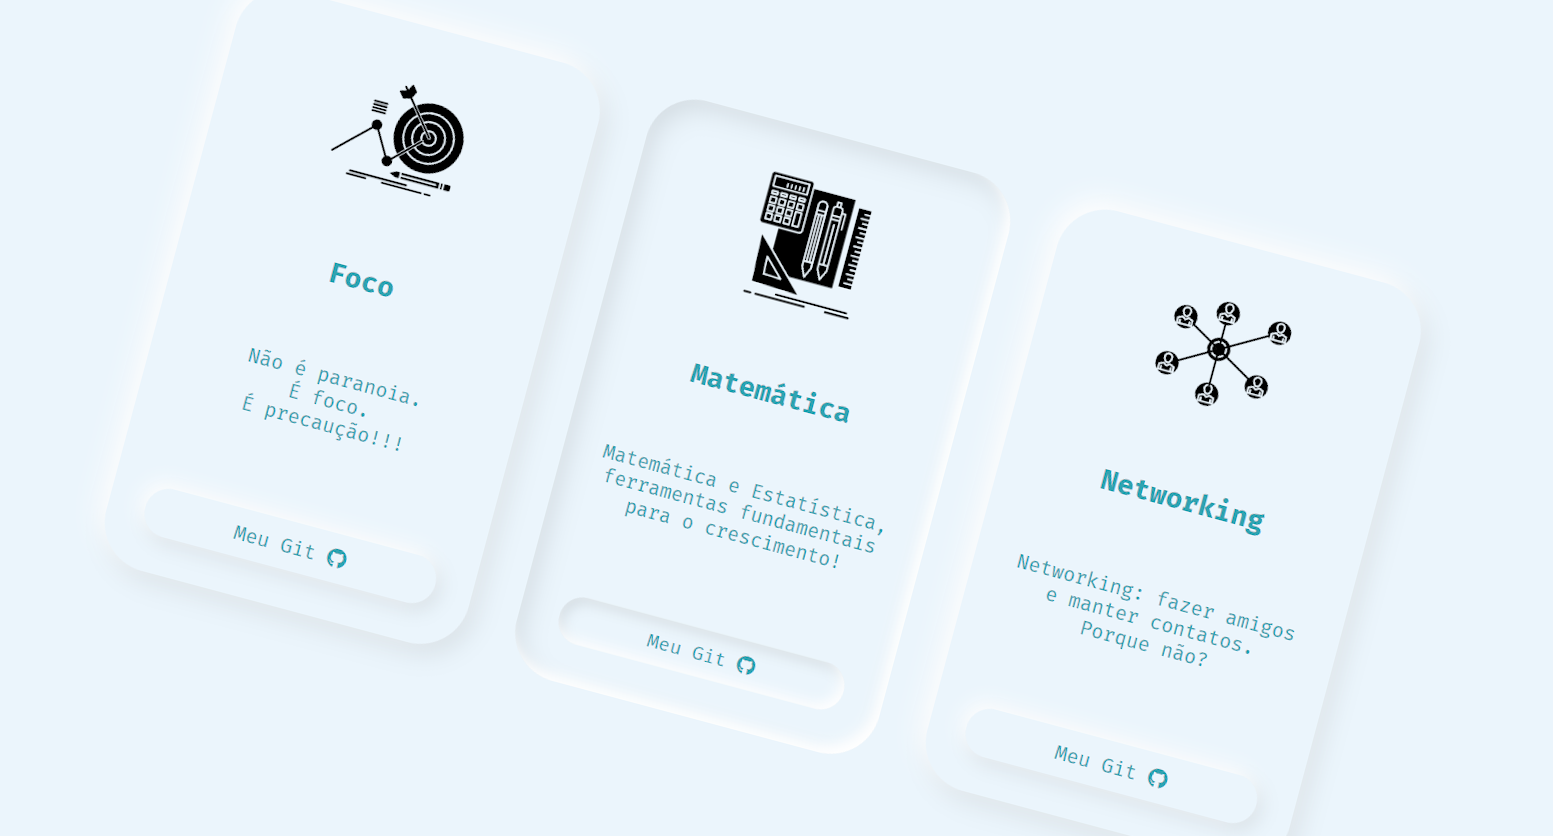 Foco
Não é paranoia.
É foco.
É precaução!!!
Meu Git
Matemática
Matemática e Estatística,
ferramentas fundamentais
para o crescimento!
Meu Git
Networking
Networking: fazer amigos
e manter contatos.
Porque não?
Meu Git